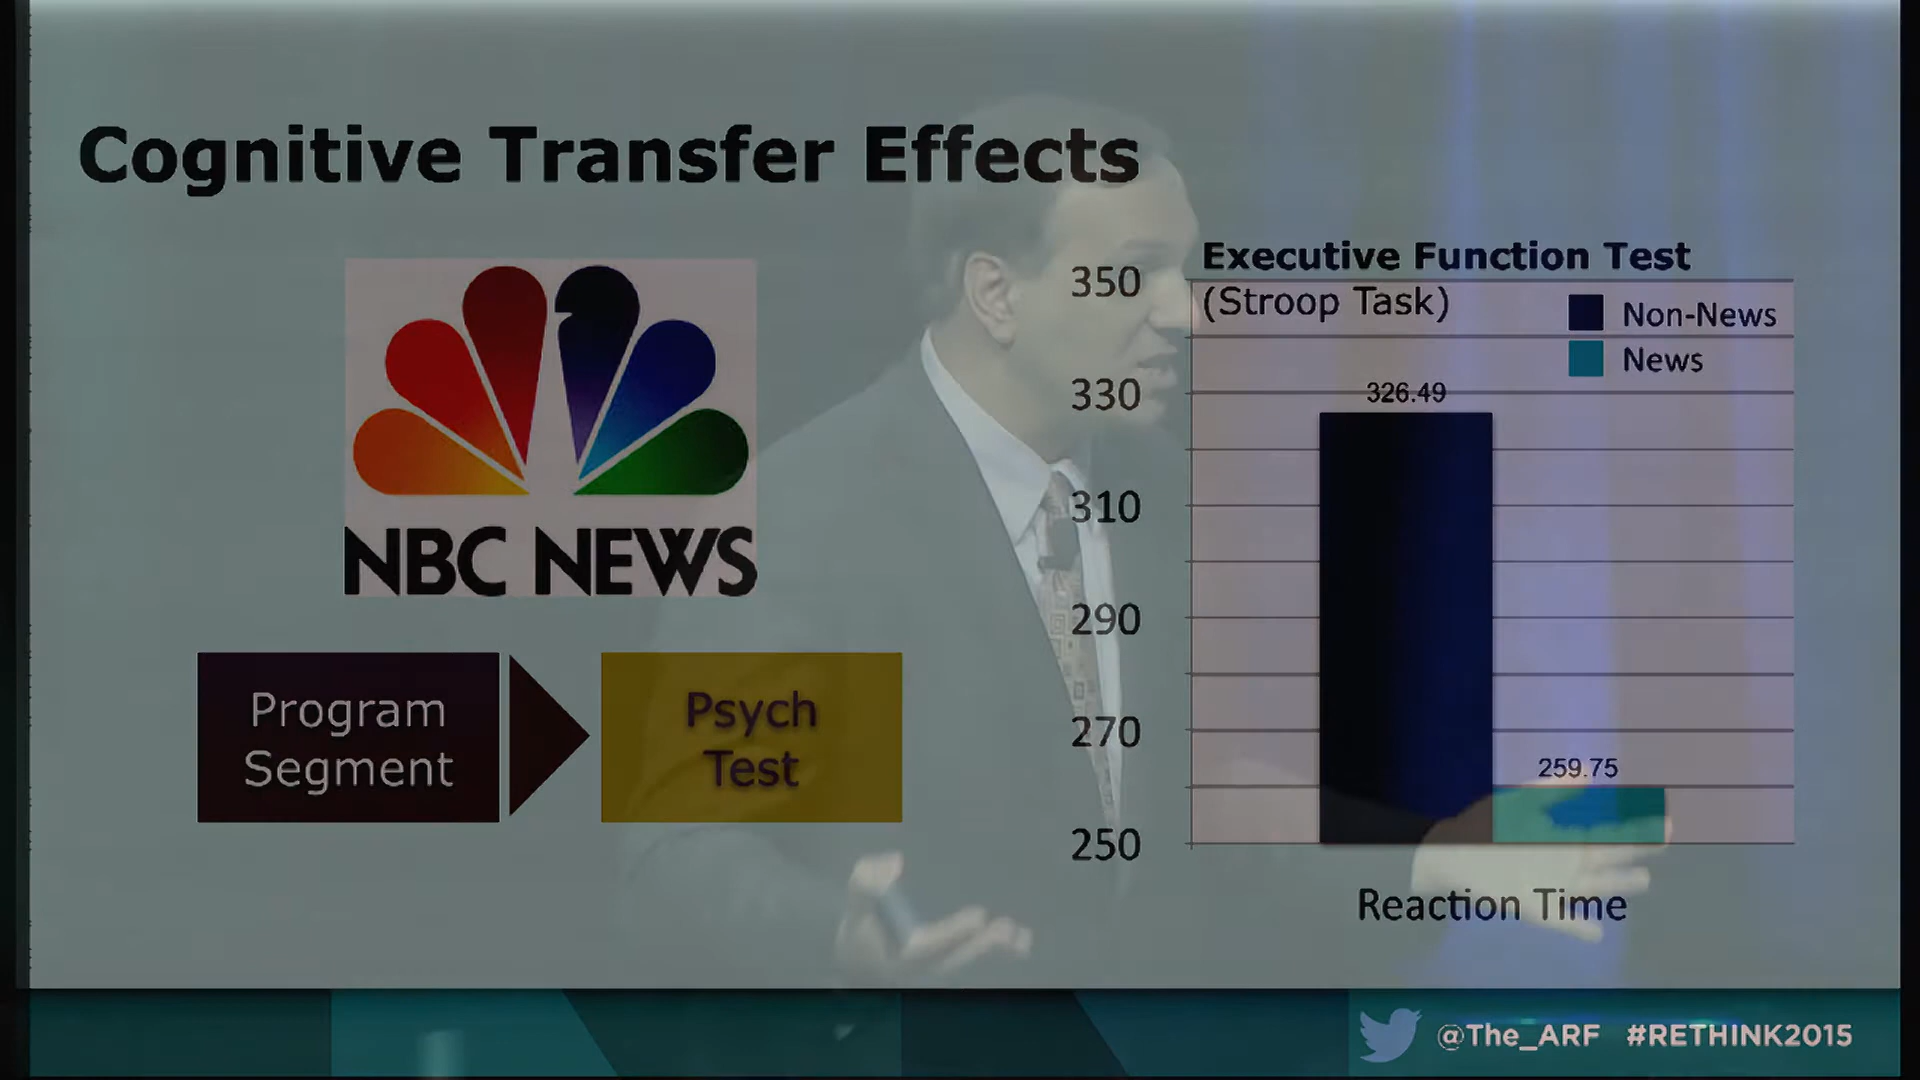 Cognitive Transfer Effects
NBC NEWS
Program
Segment
Psych
Test
Executive Function Test
(Stroop Task)
Non-News
News
350
330
310
290
270
250
326.49
259.75
Reaction Time
@The_ARF #RETHINK2015